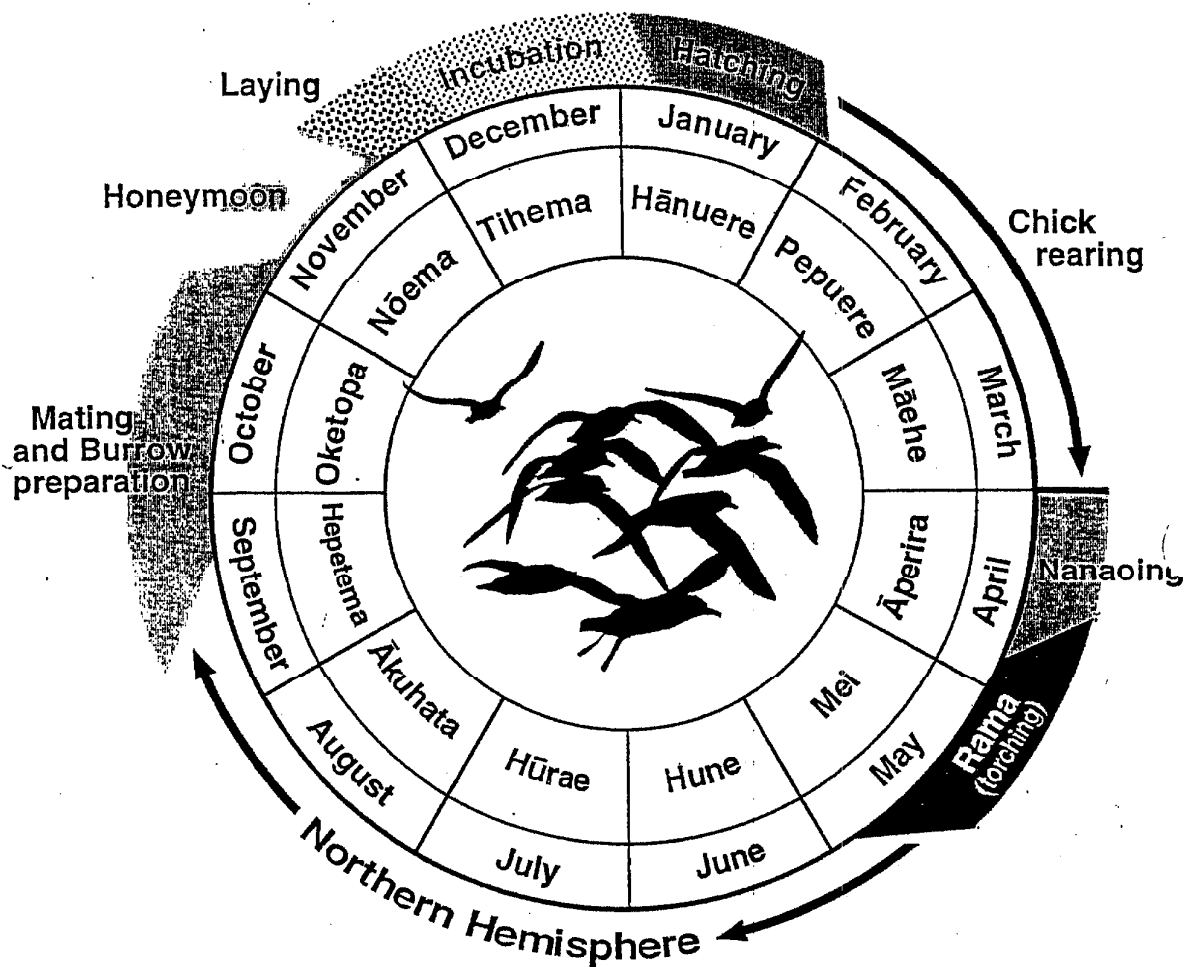 Laying
Incubation
Hatching
Honeymoon
Chick
rearing
Mating
and Burrow
preparation
Nanaoing
Rama
(torching)
Northern Hemisphere
December
January
February
March
April
May
June
July
August
September
October
November
Tihema
Hānuere
Pepuere
Māehe
Āperira
Mei
Hune
Hūrae
Ākuhata
Hepetema
Oketopa
Nōema